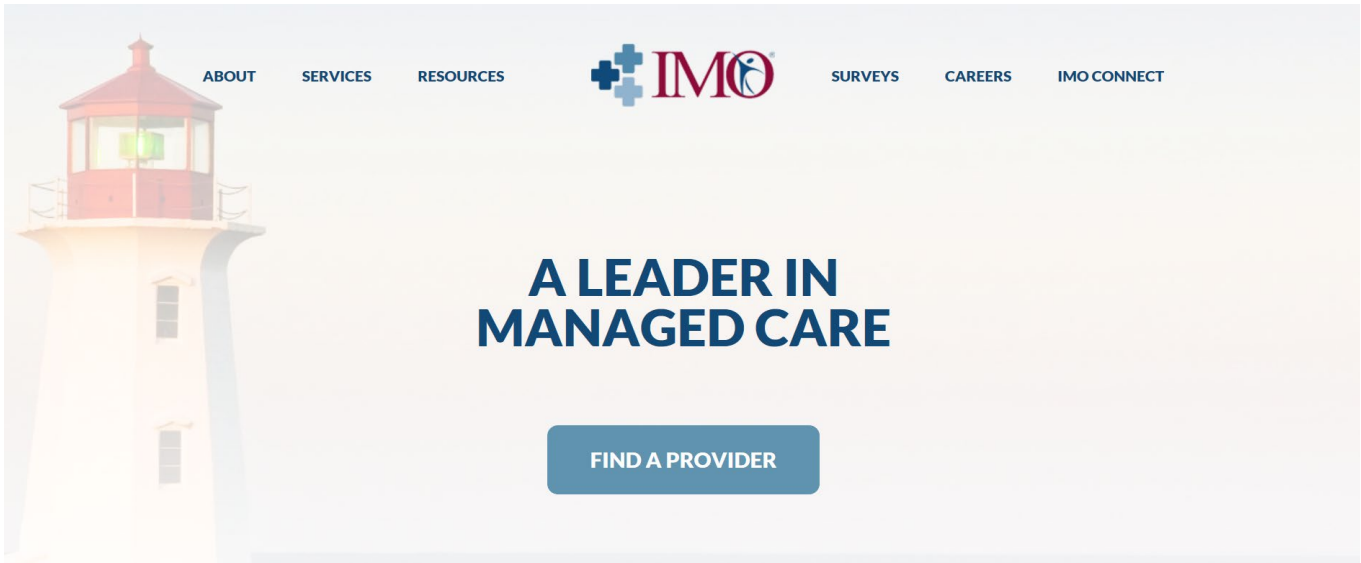 ABOUT SERVICES RESOURCES IMO® SURVEYS CAREERS IMO CONNECT
A LEADER IN
MANAGED CARE
FIND A PROVIDER